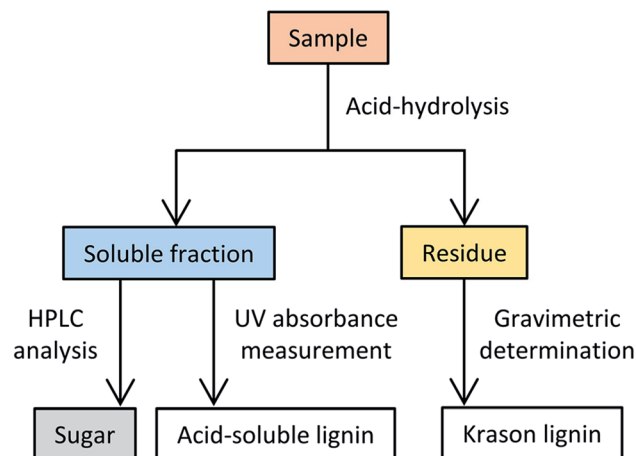 Sample
Acid-hydrolysis
Soluble fraction
Residue
HPLC
analysis
UV absorbance
measurement
Gravimetric
determination
Sugar
Acid-soluble lignin
Krason lignin